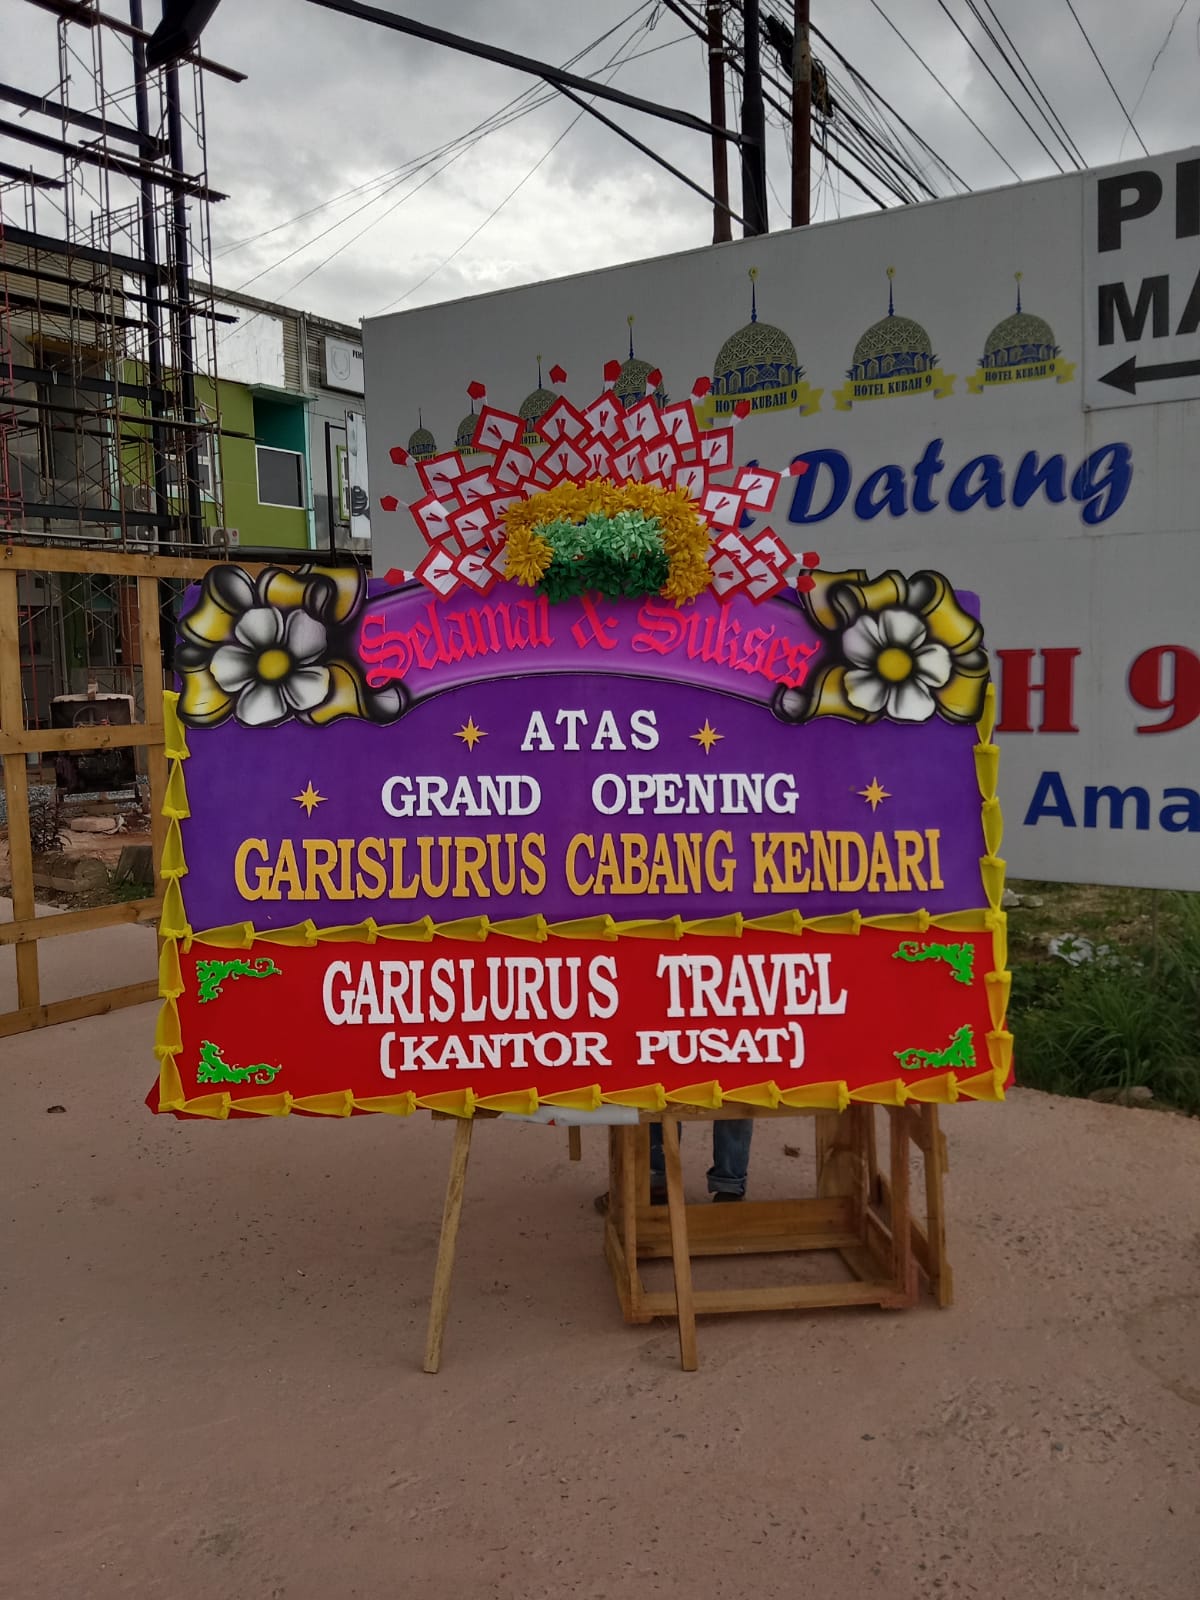 HOTEL KUBAH 9
HOTEL KUBAH 9
HOTEL KUBAH 9
Datang
H 9
Ama
Selamat & Sukses
ATAS
GRAND OPENING
GARISLURUS CABANG KENDARI
GARISLURUS TRAVEL
(KANTOR PUSAT)